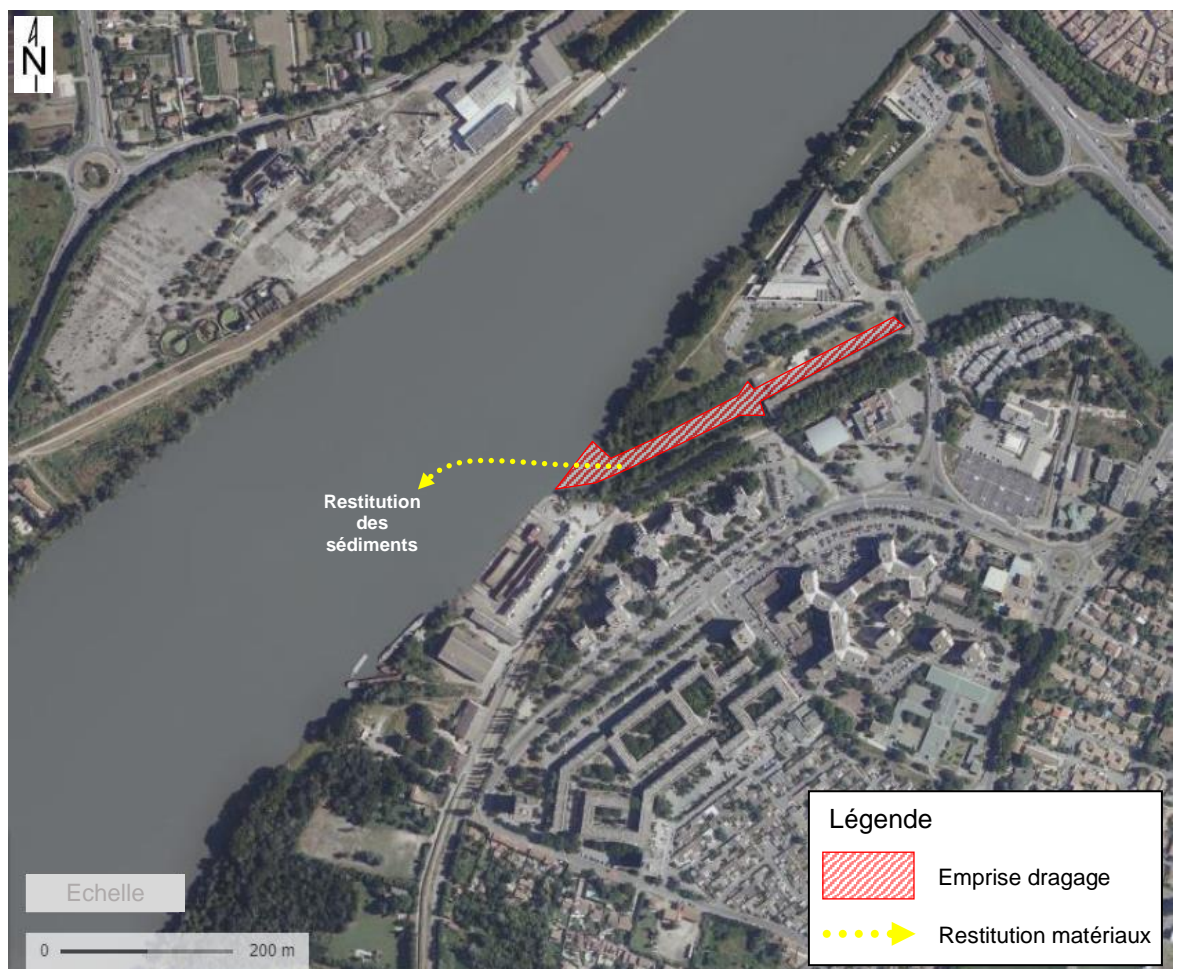 N
Restitution
des
sédiments
Légende
Emprise dragage
Restitution matériaux
Echelle
0 200 m